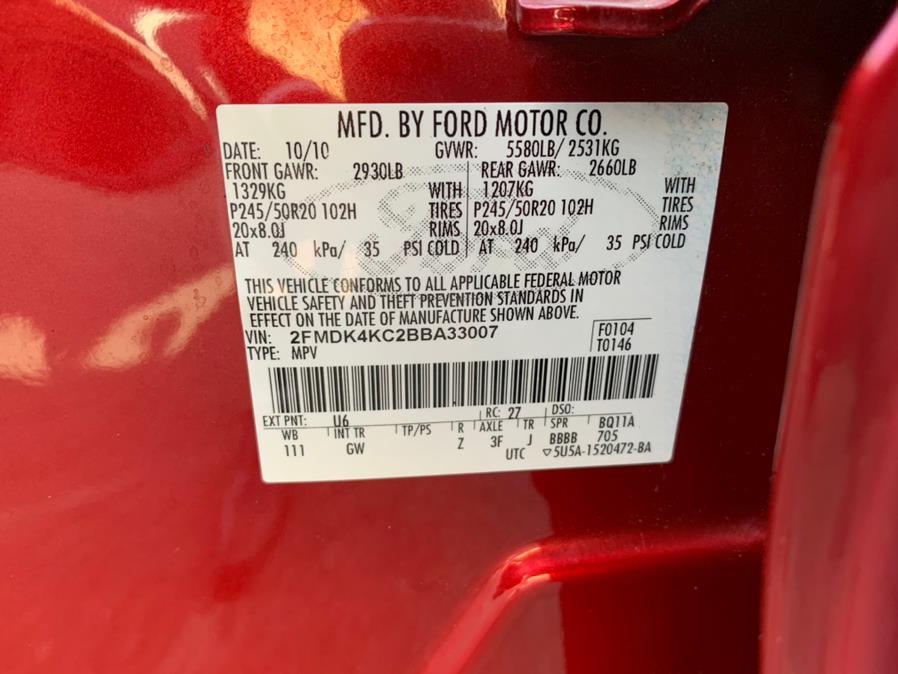 MFD. BY FORD MOTOR CO.
DATE: 10/10 GVWR: 5580LB/ 2531KG
FRONT GAWR: 2930LB REAR GAWR: 2660LB
1329KG WITH 1207KG WITH
P245/50R20 102H TIRES P245/50R20 102H TIRES
20x8.0J RIMS 20x8.0J RIMS
AT 240 kPa/ 35 PSI COLD AT 240 kPa/ 35 PSI COLD
THIS VEHICLE CONFORMS TO ALL APPLICABLE FEDERAL MOTOR
VEHICLE SAFETY AND THEFT PREVENTION STANDARDS IN
EFFECT ON THE DATE OF MANUFACTURE SHOWN ABOVE.
VIN: 2FMDK4KC2BBA33007 F0104
TYPE: MPV T0146
EXT PNT: U6 RC: 27 DSO:
WB INT TR TP/PS R AXLE TR SPR BQ11A
111 GW Z 3F J BBBB 705
UTC ▽5U5A-1520472-BA